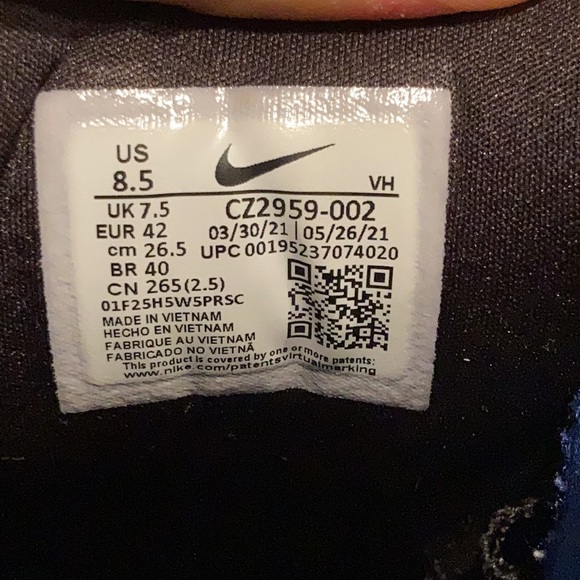 US
8.5
VH
UK 7.5
CZ2959-002
EUR 42
03/30/21 | 05/26/21
cm 26.5
UPC 00195237074020
BR 40
CN 265(2.5)
01F25H5W5PRSC
MADE IN VIETNAM
HECHO EN VIETNAM
FABRIQUE AU VIETNAM
FABRICADO NO VIETNÃ
This product is covered by one or more patents:
www.nike.com/patentsvirtualmarking